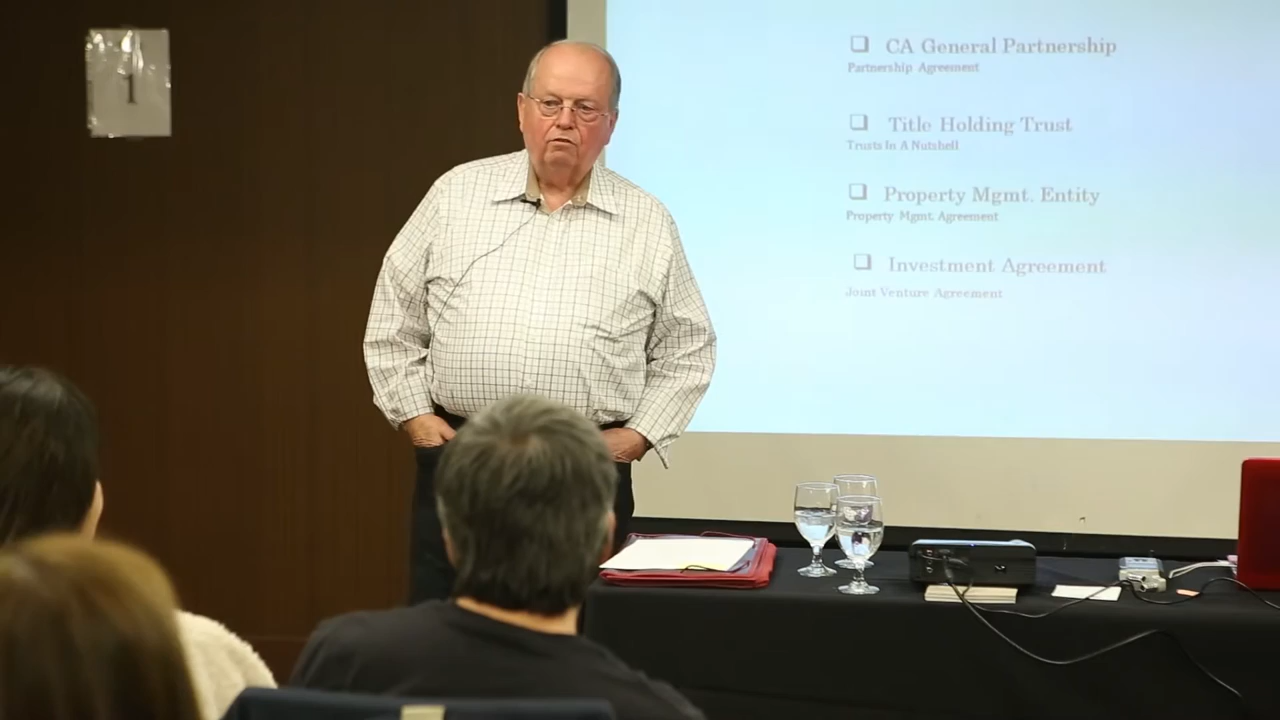 1
❑ CA General Partnership
Partnership Agreement
❑ Title Holding Trust
Trusts In A Nutshell
❑ Property Mgmt. Entity
Property Mgmt. Agreement
❑ Investment Agreement
Joint Venture Agreement